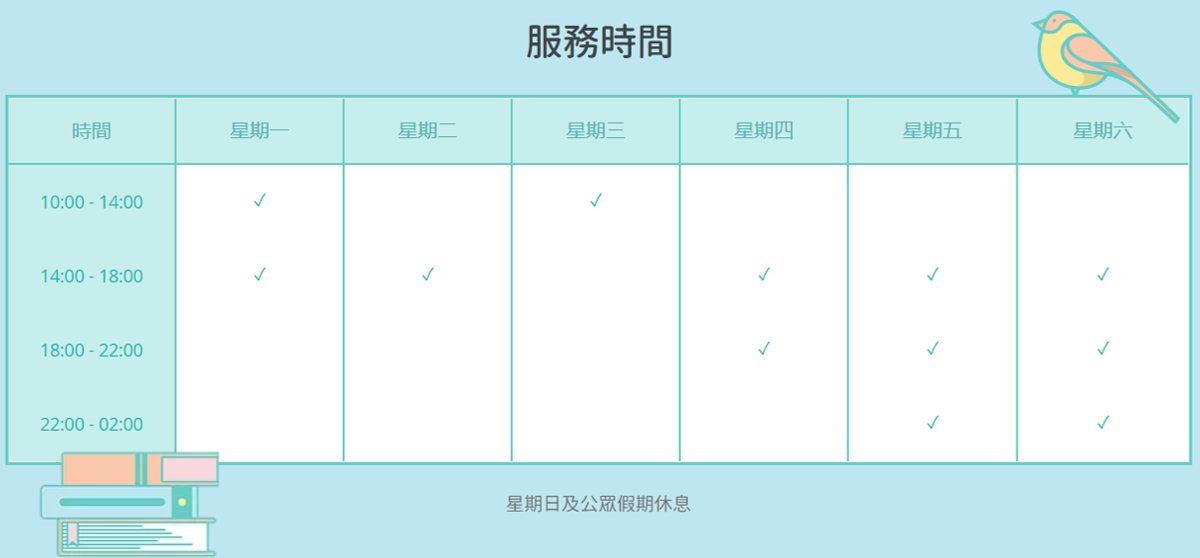 服務時間
時間 星期一 星期二 星期三 星期四 星期五 星期六
10:00 - 14:00 ✓ ✓
14:00 - 18:00 ✓ ✓ ✓ ✓ ✓
18:00 - 22:00 ✓ ✓ ✓
22:00 - 02:00 ✓ ✓
星期日及公眾假期休息